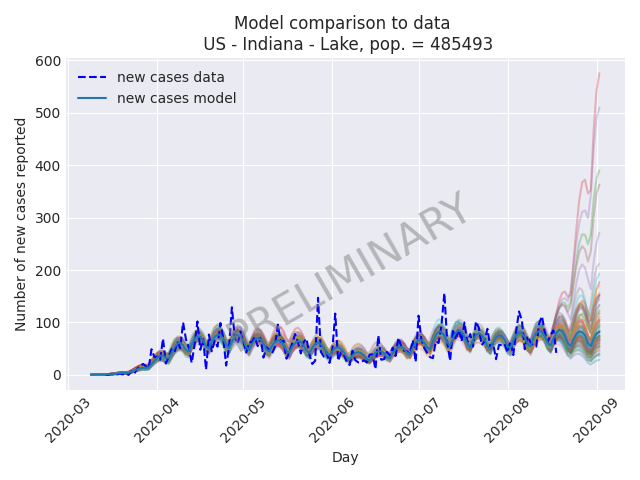 Model comparison to data
US - Indiana - Lake, pop. = 485493
new cases data
new cases model
PRELIMINARY
Number of new cases reported
600
500
400
300
200
100
0
2020-03
2020-04
2020-05
2020-06
2020-07
2020-08
2020-09
Day